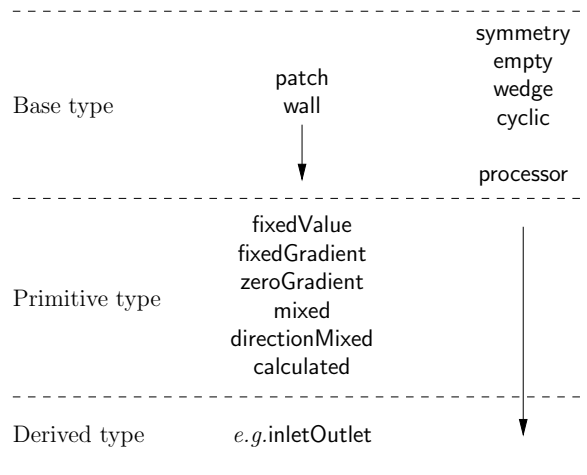 symmetry
empty
patch
wedge
Base type
wall
cyclic
processor
fixedValue
fixedGradient
zeroGradient
Primitive type
mixed
directionMixed
calculated
Derived type
e.g.inletOutlet